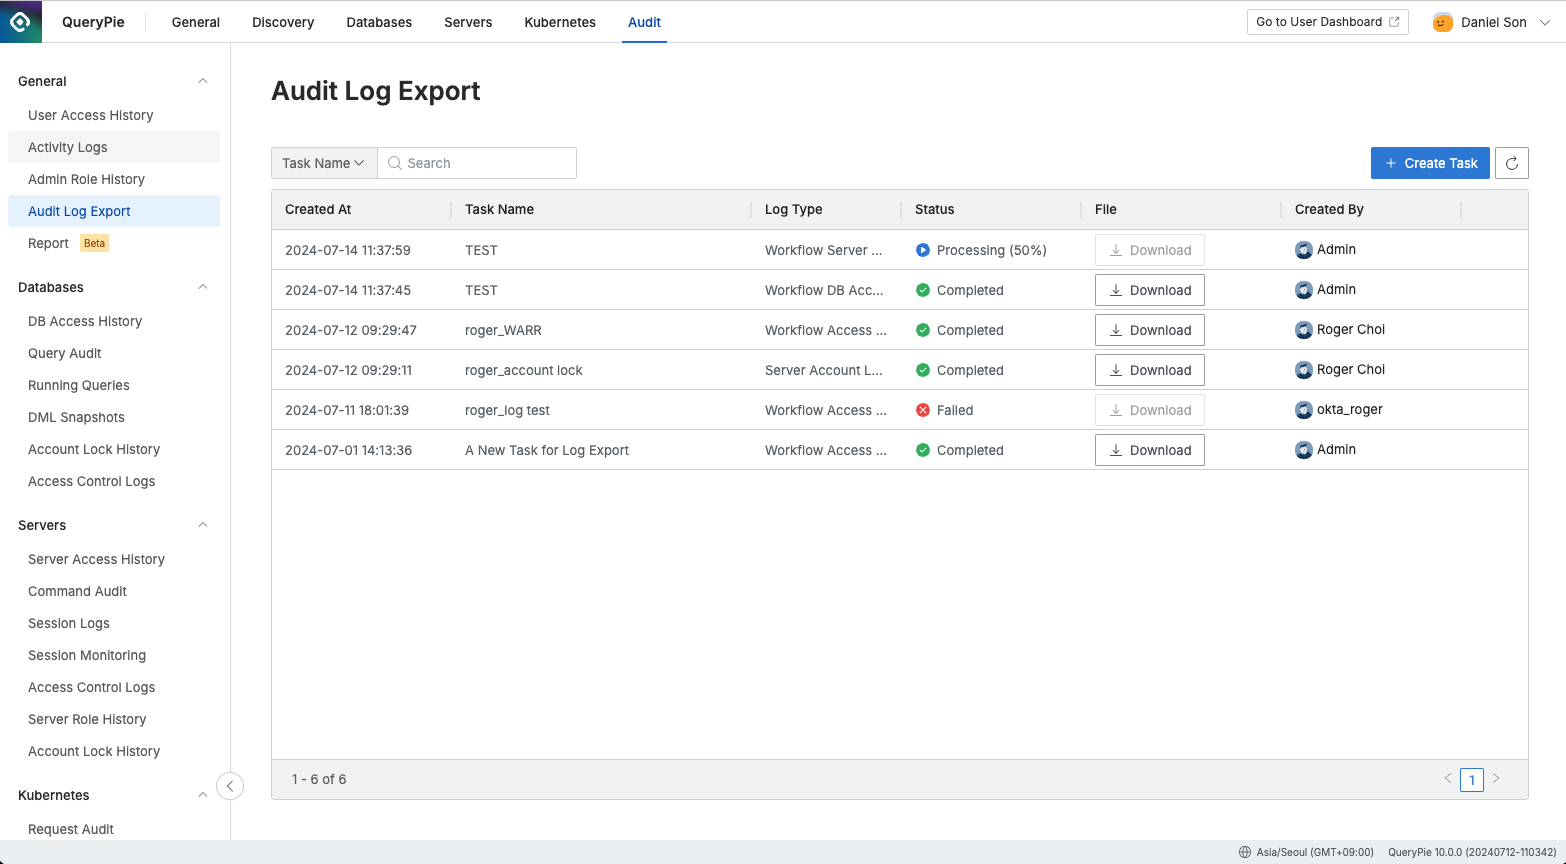 QueryPie General Discovery Databases Servers Kubernetes Audit Go to User Dashboard Daniel Son
General
User Access History
Activity Logs
Admin Role History
Audit Log Export
Report Beta
Databases
DB Access History
Query Audit
Running Queries
DML Snapshots
Account Lock History
Access Control Logs
Servers
Server Access History
Command Audit
Session Logs
Session Monitoring
Access Control Logs
Server Role History
Account Lock History
Kubernetes
Request Audit
Audit Log Export
Task Name Search + Create Task
Created At Task Name Log Type Status File Created By
2024-07-14 11:37:59 TEST Workflow Server ... Processing (50%) Download Admin
2024-07-14 11:37:45 TEST Workflow DB Acc... Completed Download Admin
2024-07-12 09:29:47 roger_WARR Workflow Access ... Completed Download Roger Choi
2024-07-12 09:29:11 roger_account lock Server Account L... Completed Download Roger Choi
2024-07-11 18:01:39 roger_log test Workflow Access ... Failed Download okta_roger
2024-07-01 14:13:36 A New Task for Log Export Workflow Access ... Completed Download Admin
1 - 6 of 6 < 1 >
Asia/Seoul (GMT+09:00) QueryPie 10.0.0 (20240712-110342)